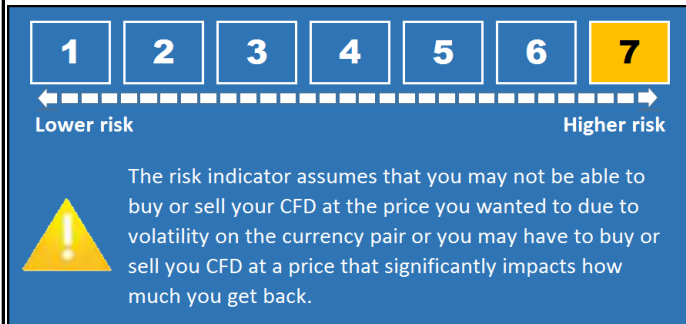 1 2 3 4 5 6 7
Lower risk Higher risk
The risk indicator assumes that you may not be able to
buy or sell your CFD at the price you wanted to due to
volatility on the currency pair or you may have to buy or
sell you CFD at a price that significantly impacts how
much you get back.